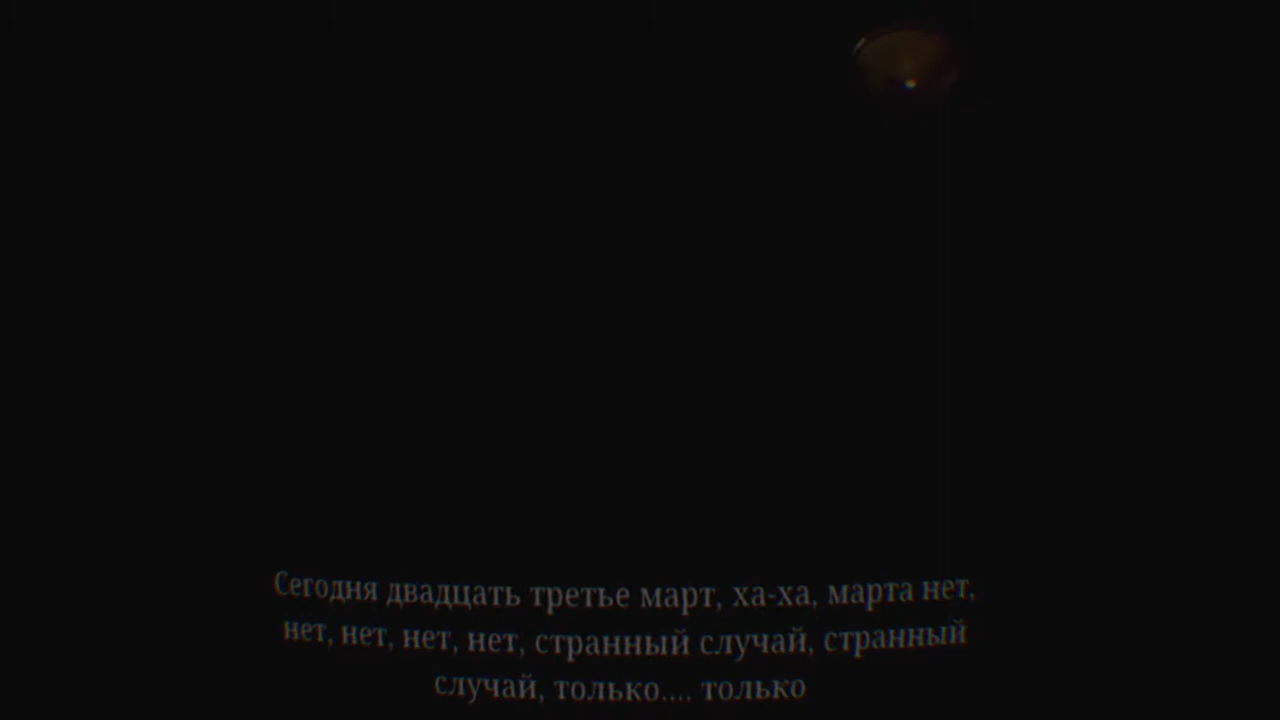 Сегодня двадцать третье март, ха-ха, марта нет,
нет, нет, нет, нет, странный случай, странный
случай, только.... только